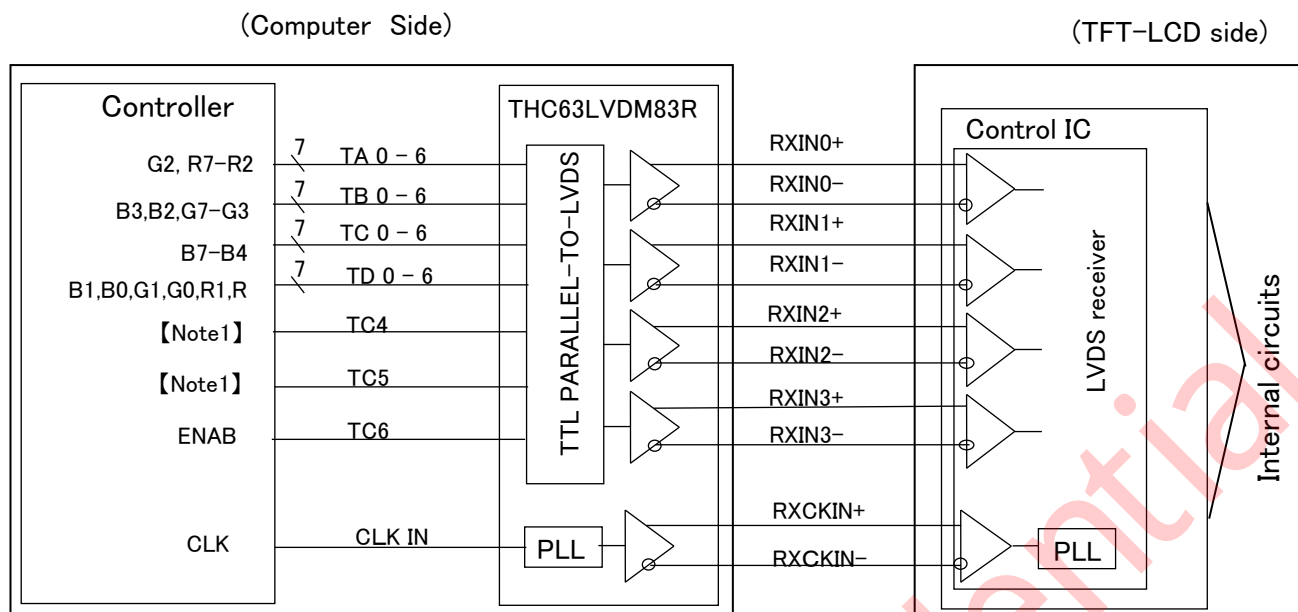 (Computer Side)
(TFT-LCD side)
Controller
THC63LVDM83R
Control IC
G2, R7-R2
7
TA 0 - 6
B3,B2,G7-G3
7
TB 0 - 6
B7-B4
7
TC 0 - 6
B1,B0,G1,G0,R1,R
7
TD 0 - 6
【Note1】
TC4
【Note1】
TC5
ENAB
TC6
CLK
CLK IN
TTL PARALLEL-TO-LVDS
PLL
RXIN0+
RXIN0-
RXIN1+
RXIN1-
RXIN2+
RXIN2-
RXIN3+
RXIN3-
RXCKIN+
RXCKIN-
LVDS receiver
PLL
Internal circuits
dential